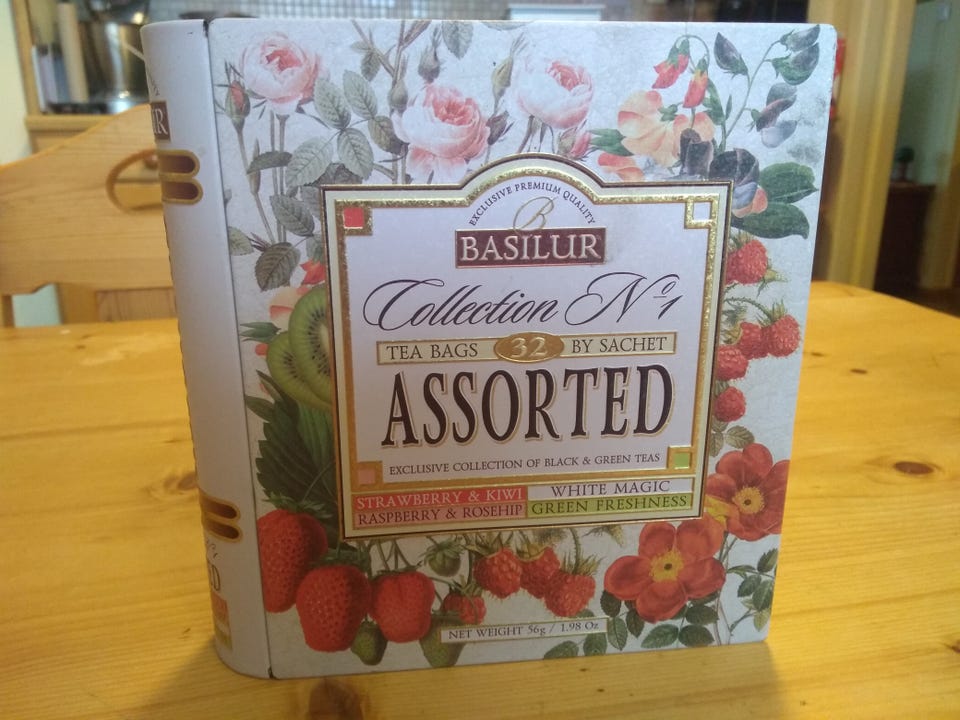 EXCLUSIVE PREMIUM QUALITY
B
BASILUR
Collection Nº1
TEA BAGS 32 BY SACHET
ASSORTED
EXCLUSIVE COLLECTION OF BLACK & GREEN TEAS
STRAWBERRY & KIWI WHITE MAGIC
RASPBERRY & ROSEHIP GREEN FRESHNESS
NET WEIGHT 56g / 1.98 Oz